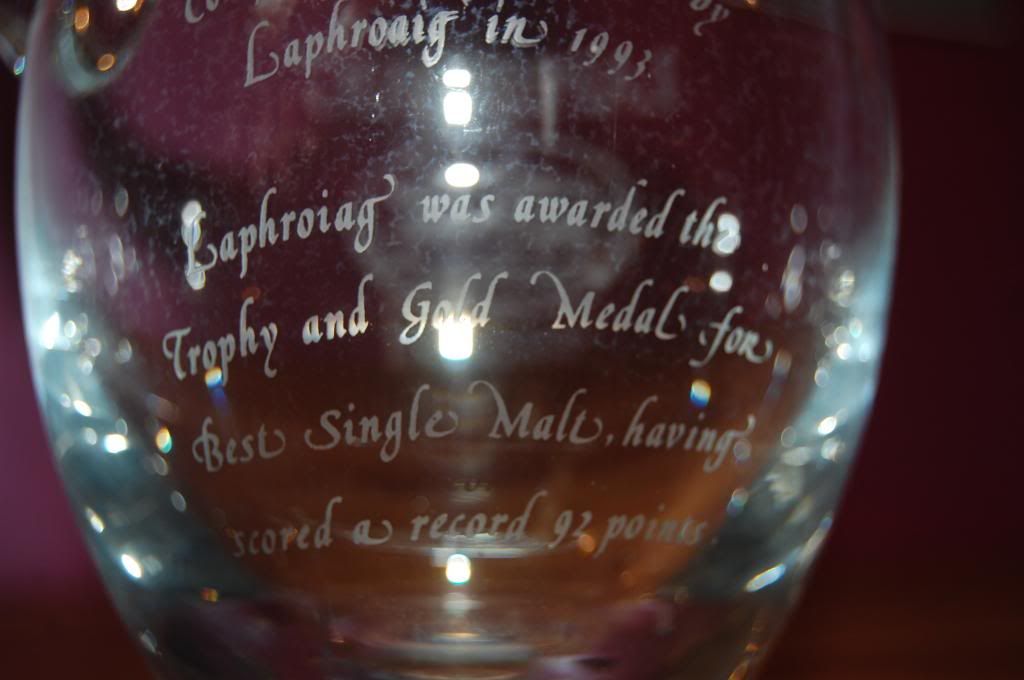 Laphroaig in 1993.
Laphroiag was awarded the
Trophy and Gold Medal for
Best Single Malt, having
scored a record 92 points.